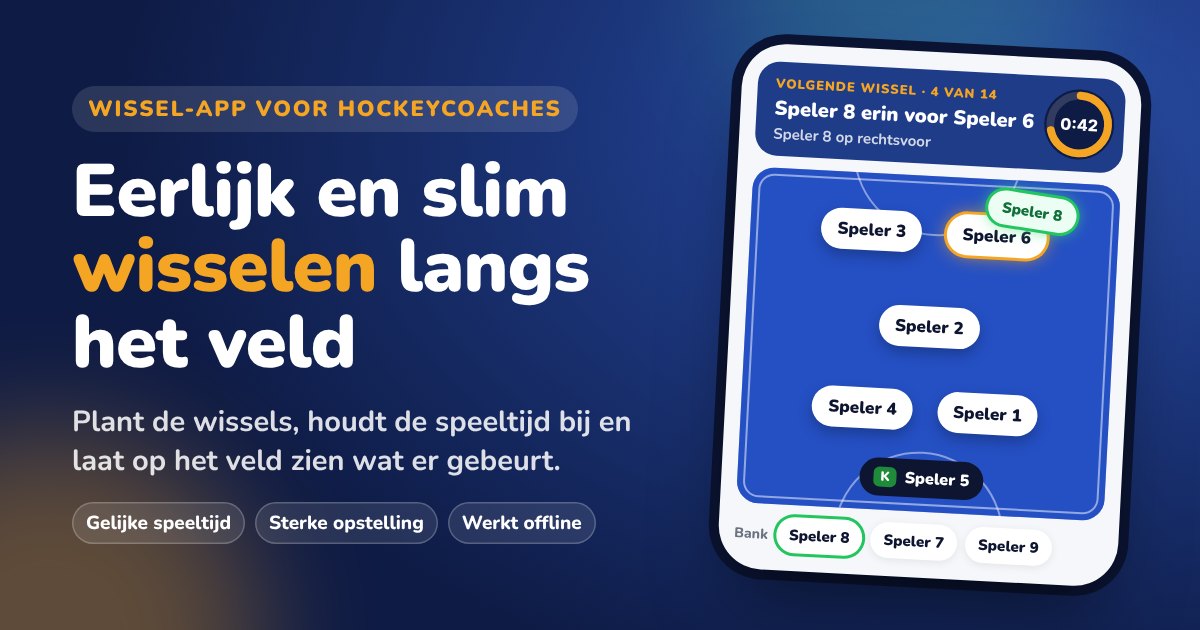 WISSEL-APP VOOR HOCKEYCOACHES
Eerlijk en slim
wisselen langs
het veld
Plant de wissels, houdt de speeltijd bij en
laat op het veld zien wat er gebeurt.
Gelijke speeltijd
Sterke opstelling
Werkt offline
VOLGENDE WISSEL · 4 VAN 14
Speler 8 erin voor Speler 6
Speler 8 op rechtsvoor
0:42
Speler 8
Speler 3
Speler 6
Speler 2
Speler 4
Speler 1
K Speler 5
Bank
Speler 8
Speler 7
Speler 9